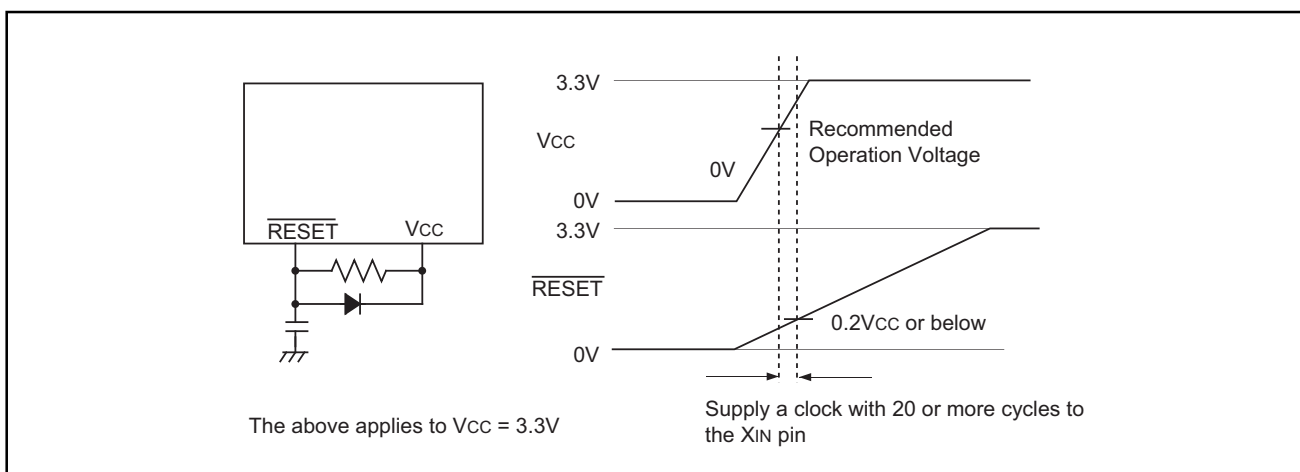 RESET
VCC
The above applies to VCC = 3.3V
3.3V
VCC
0V
0V
Recommended
Operation Voltage
3.3V
RESET
0V
0.2VCC or below
Supply a clock with 20 or more cycles to
the XIN pin